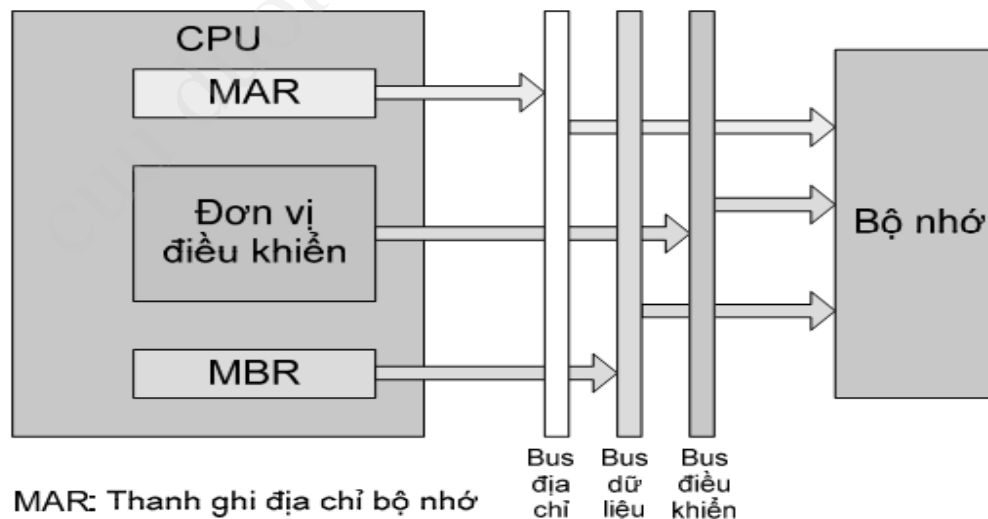 CPU
MAR
Đơn vị
điều khiển
MBR
Bộ nhớ
Bus
địa
chỉ
Bus
dữ
liệu
Bus
điều
khiển
MAR: Thanh ghi địa chỉ bộ nhớ